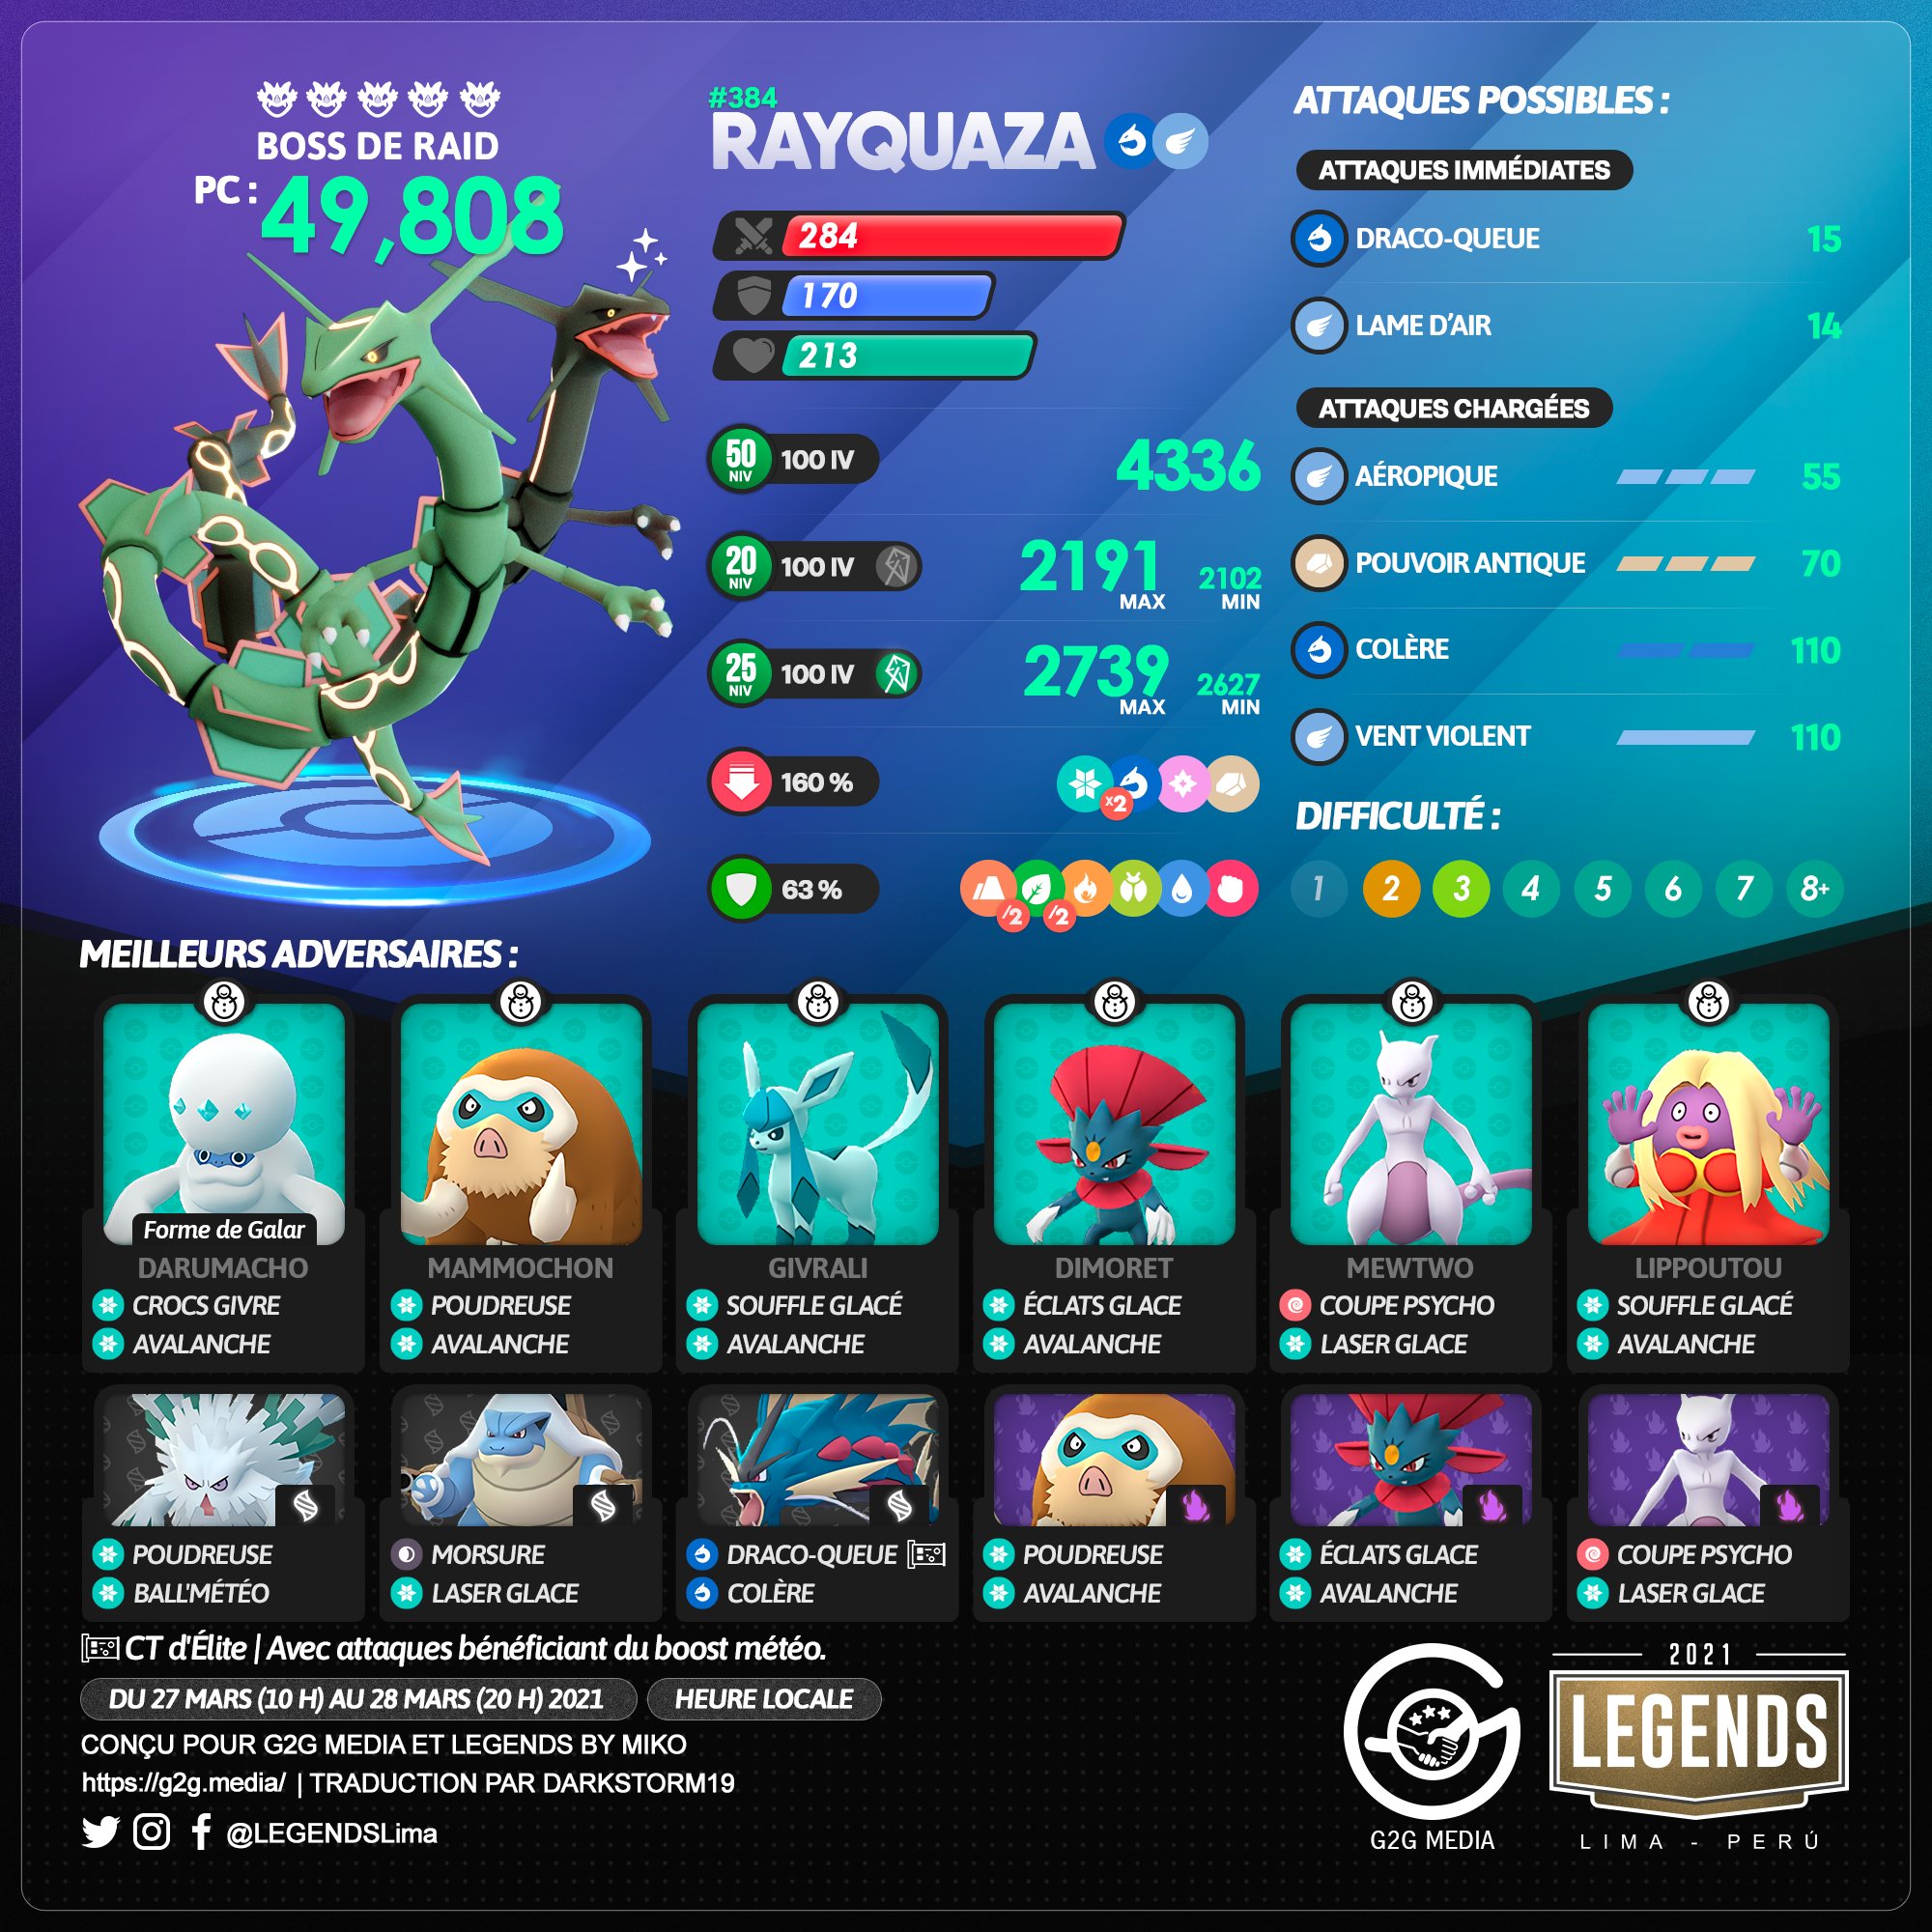 BOSS DE RAID
PC : 49,808
#384
RAYQUAZA
284
170
213
50 NIV 100 IV 4336
20 NIV 100 IV 2191 MAX 2102 MIN
25 NIV 100 IV 2739 MAX 2627 MIN
160 % x2
63 % /2 /2
ATTAQUES POSSIBLES :
ATTAQUES IMMÉDIATES
DRACO-QUEUE 15
LAME D'AIR 14
ATTAQUES CHARGÉES
AÉROPIQUE 55
POUVOIR ANTIQUE 70
COLÈRE 110
VENT VIOLENT 110
DIFFICULTÉ :
1 2 3 4 5 6 7 8+
MEILLEURS ADVERSAIRES :
Forme de Galar
DARUMACHO
CROCS GIVRE
AVALANCHE
MAMMOCHON
POUDREUSE
AVALANCHE
GIVRALI
SOUFFLE GLACÉ
AVALANCHE
DIMORET
ÉCLATS GLACE
AVALANCHE
MEWTWO
COUPE PSYCHO
LASER GLACE
LIPPOUTOU
SOUFFLE GLACÉ
AVALANCHE
POUDREUSE
BALL'MÉTÉO
MORSURE
LASER GLACE
DRACO-QUEUE
COLÈRE
POUDREUSE
AVALANCHE
ÉCLATS GLACE
AVALANCHE
COUPE PSYCHO
LASER GLACE
CT d'Élite | Avec attaques bénéficiant du boost météo.
DU 27 MARS (10 H) AU 28 MARS (20 H) 2021 HEURE LOCALE
CONÇU POUR G2G MEDIA ET LEGENDS BY MIKO
https://g2g.media/ | TRADUCTION PAR DARKSTORM19
@LEGENDSLima
G2G MEDIA
2021
LEGENDS
LIMA - PERÚ